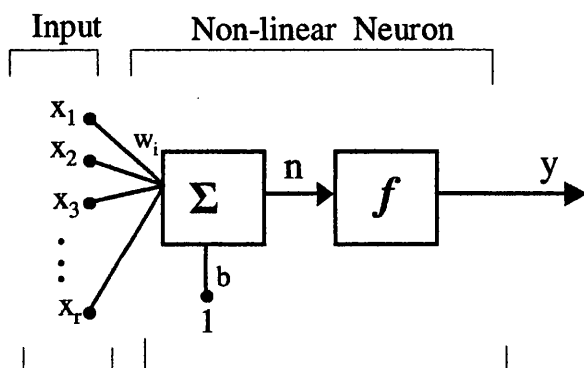 Input Non-linear Neuron
x1
wi
x2
x3
Σ n f y
xr
b
1